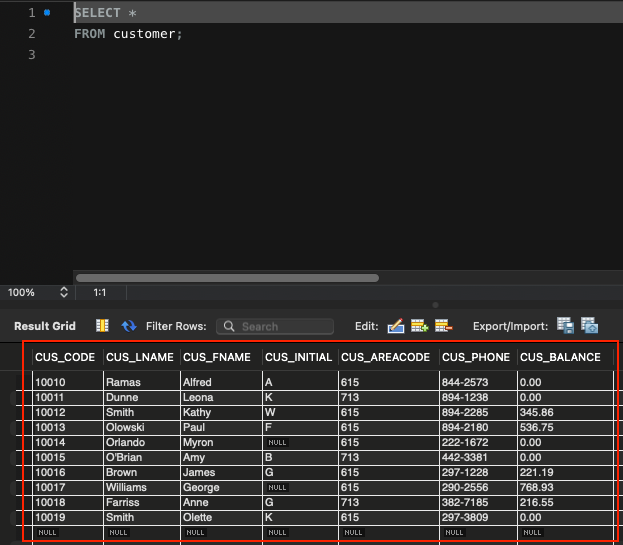 1 SELECT *
2 FROM customer;
3
100% 1:1
Result Grid Filter Rows: Search Edit: Export/Import:
CUS_CODE CUS_LNAME CUS_FNAME CUS_INITIAL CUS_AREACODE CUS_PHONE CUS_BALANCE
10010 Ramas Alfred A 615 844-2573 0.00
10011 Dunne Leona K 713 894-1238 0.00
10012 Smith Kathy W 615 894-2285 345.86
10013 Olowski Paul F 615 894-2180 536.75
10014 Orlando Myron NULL 615 222-1672 0.00
10015 O'Brian Amy B 713 442-3381 0.00
10016 Brown James G 615 297-1228 221.19
10017 Williams George NULL 615 290-2556 768.93
10018 Farriss Anne G 713 382-7185 216.55
10019 Smith Olette K 615 297-3809 0.00
NULL NULL NULL NULL NULL NULL NULL